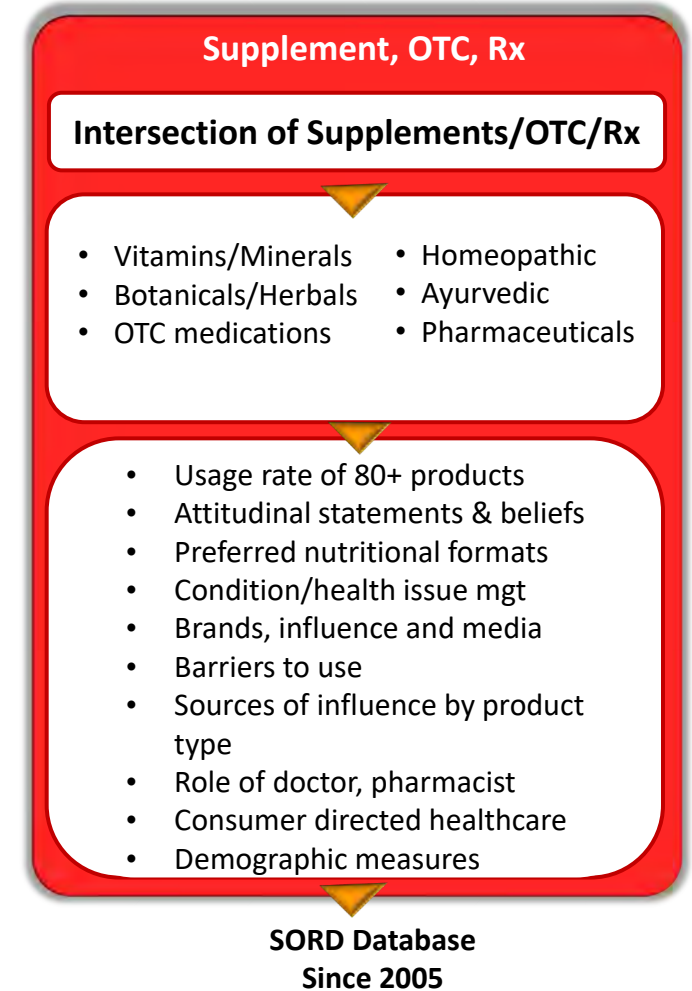 Supplement, OTC, Rx
Intersection of Supplements/OTC/Rx
• Vitamins/Minerals
• Botanicals/Herbals
• OTC medications
• Homeopathic
• Ayurvedic
• Pharmaceuticals
• Usage rate of 80+ products
• Attitudinal statements & beliefs
• Preferred nutritional formats
• Condition/health issue mgt
• Brands, influence and media
• Barriers to use
• Sources of influence by product
type
• Role of doctor, pharmacist
• Consumer directed healthcare
• Demographic measures
SORD Database
Since 2005